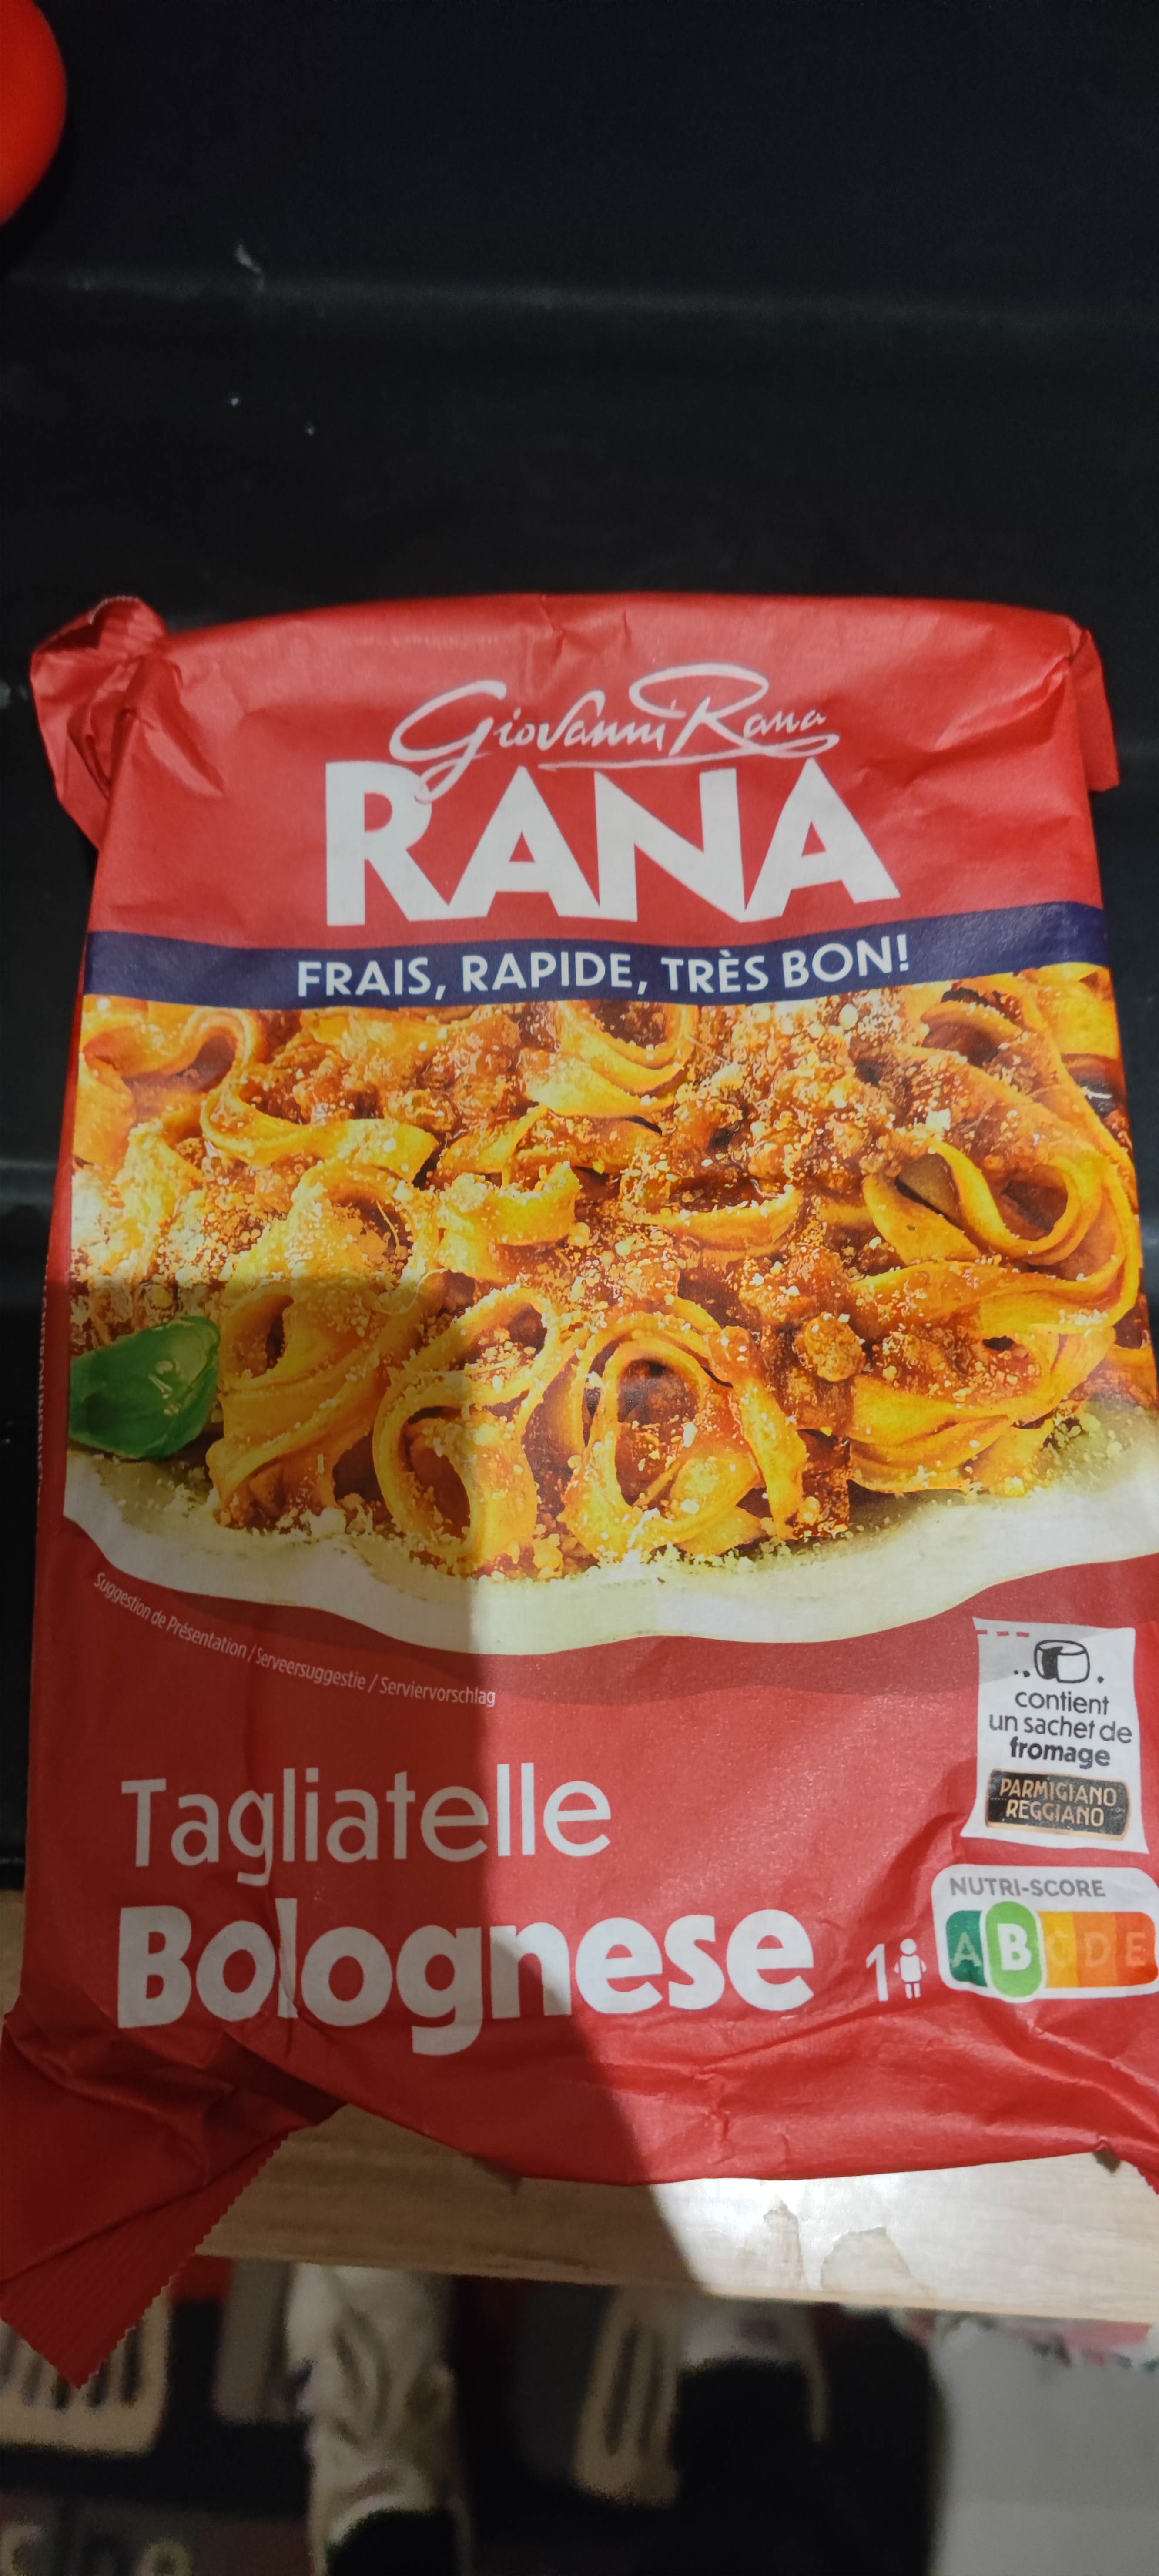 Giovanni Rana
RANA
FRAIS, RAPIDE, TRÈS BON!
Suggestion de Présentation / Serveersuggestie / Serviervorschlag
contient
un sachet de
fromage
PARMIGIANO
REGGIANO
Tagliatelle
Bolognese
1
NUTRI-SCORE
A B C D E